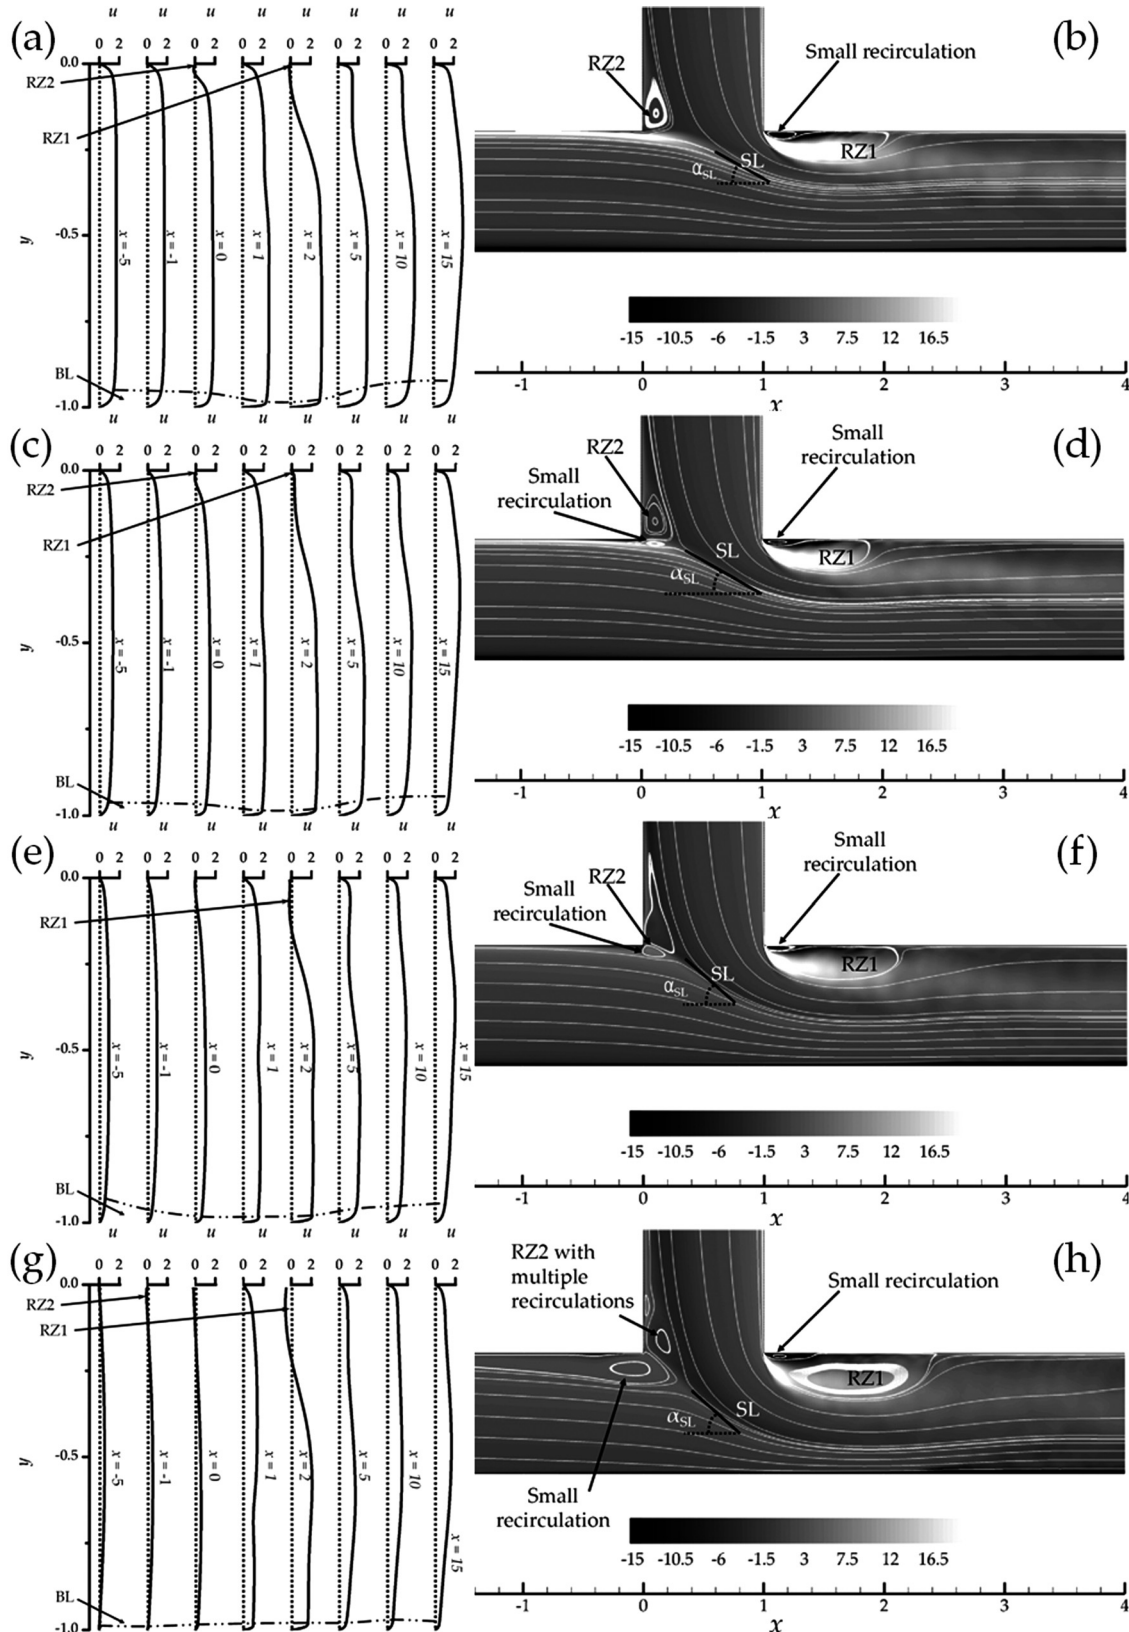 (a)
u u u u u u u u
0 2 0 2 0 2 0 2 0 2 0 2 0 2 0 2
0.0
RZ2
RZ1
-0.5
y
x = -5 x = -1 x = 0 x = 1 x = 2 x = 5 x = 10 x = 15
BL
-1.0
(b)
Small recirculation
RZ2
RZ1
SL
αSL
-15 -10.5 -6 -1.5 3 7.5 12 16.5
-1 0 1 2 3 4
x
(c)
u u u u u u u u
0 2 0 2 0 2 0 2 0 2 0 2 0 2 0 2
0.0
RZ2
RZ1
-0.5
y
x = -5 x = -1 x = 0 x = 1 x = 2 x = 5 x = 10 x = 15
BL
-1.0
(d)
Small
recirculation
RZ2
Small
recirculation
RZ1
SL
αSL
-15 -10.5 -6 -1.5 3 7.5 12 16.5
-1 0 1 2 3 4
x
(e)
u u u u u u u u
0 2 0 2 0 2 0 2 0 2 0 2 0 2 0 2
0.0
RZ1
-0.5
y
x = -5 x = -1 x = 0 x = 1 x = 2 x = 5 x = 10 x = 15
BL
-1.0
(f)
Small
recirculation
RZ2
Small
recirculation
RZ1
SL
αSL
-15 -10.5 -6 -1.5 3 7.5 12 16.5
-1 0 1 2 3 4
x
(g)
u u u u u u u u
0 2 0 2 0 2 0 2 0 2 0 2 0 2 0 2
0.0
RZ2
RZ1
-0.5
y
x = -5 x = -1 x = 0 x = 1 x = 2 x = 5 x = 10 x = 15
BL
-1.0
(h)
RZ2 with
multiple
recirculations
Small recirculation
RZ1
SL
αSL
Small
recirculation
-15 -10.5 -6 -1.5 3 7.5 12 16.5
-1 0 1 2 3 4
x